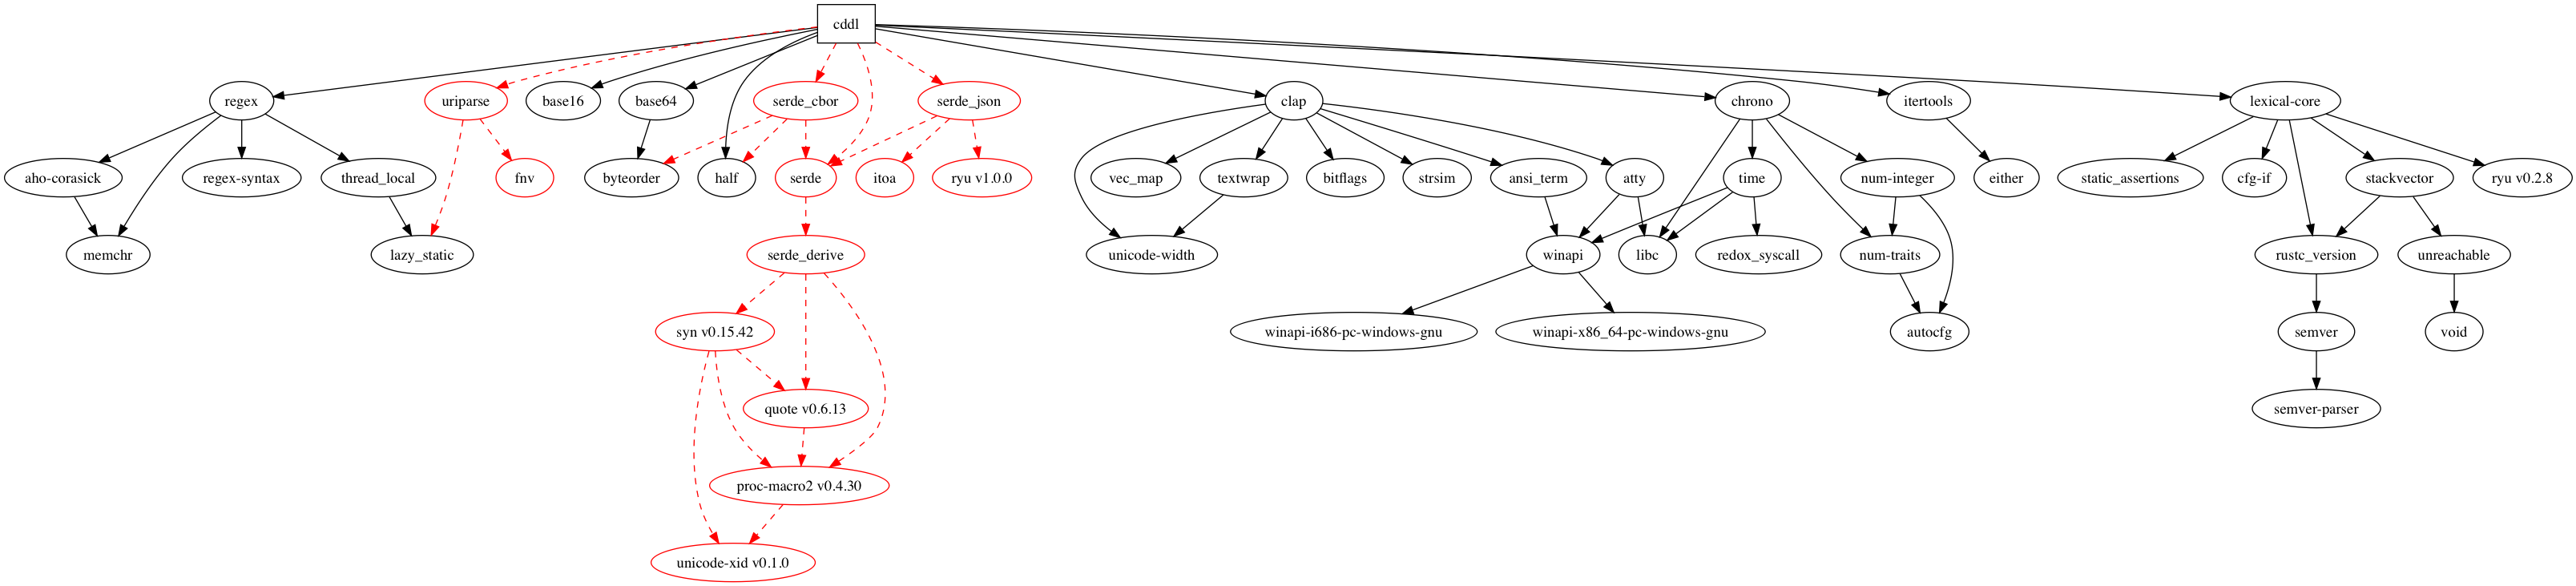 cddl
regex
uriparse
base16
base64
serde_cbor
serde_json
clap
chrono
itertools
lexical-core
aho-corasick
regex-syntax
thread_local
fnv
byteorder
half
serde
itoa
ryu v1.0.0
vec_map
textwrap
bitflags
strsim
ansi_term
atty
time
num-integer
either
static_assertions
cfg-if
stackvector
ryu v0.2.8
memchr
lazy_static
serde_derive
unicode-width
winapi
libc
redox_syscall
num-traits
rustc_version
unreachable
syn v0.15.42
winapi-i686-pc-windows-gnu
winapi-x86_64-pc-windows-gnu
autocfg
semver
void
quote v0.6.13
semver-parser
proc-macro2 v0.4.30
unicode-xid v0.1.0